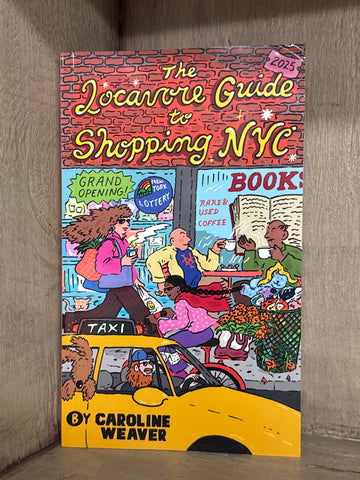 The
2025
Locavore Guide
to
Shopping NYC
GRAND
OPENING!
NEW
YORK
LOTTERY
BOOKS
RARE &
USED
COFFEE
TAXI
BY CAROLINE
WEAVER